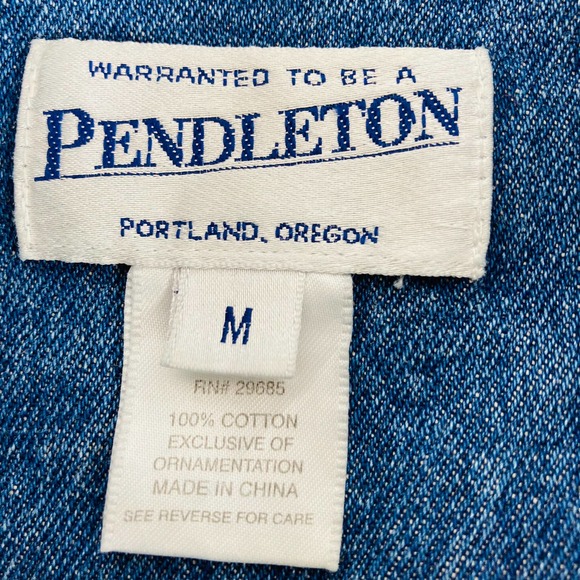 WARRANTED TO BE A
PENDLETON
PORTLAND, OREGON
M
RN# 29685
100% COTTON
EXCLUSIVE OF
ORNAMENTATION
MADE IN CHINA
SEE REVERSE FOR CARE